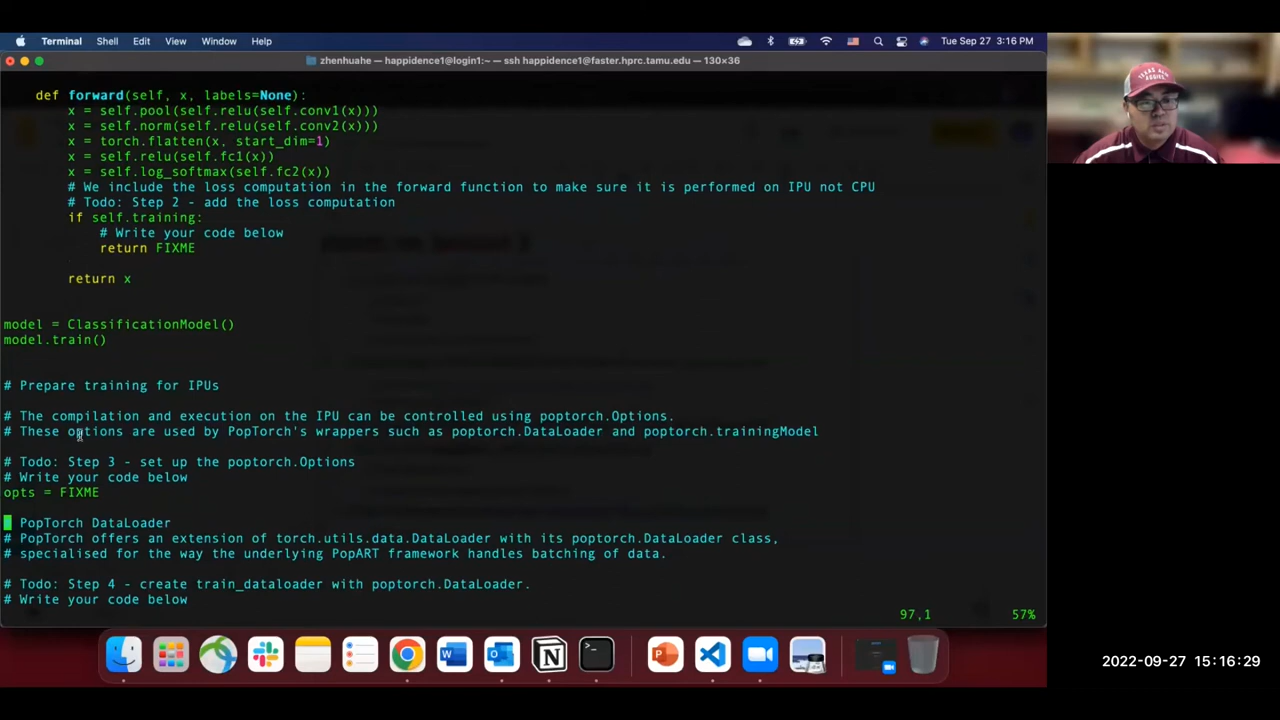 Terminal Shell Edit View Window Help Tue Sep 27 3:16 PM
zhenhuahe — happidence1@login1:~ — ssh happidence1@faster.hprc.tamu.edu — 130×36
def forward(self, x, labels=None):
x = self.pool(self.relu(self.conv1(x)))
x = self.norm(self.relu(self.conv2(x)))
x = torch.flatten(x, start_dim=1)
x = self.relu(self.fc1(x))
x = self.log_softmax(self.fc2(x))
# We include the loss computation in the forward function to make sure it is performed on IPU not CPU
# Todo: Step 2 - add the loss computation
if self.training:
# Write your code below
return FIXME
return x
model = ClassificationModel()
model.train()
# Prepare training for IPUs
# The compilation and execution on the IPU can be controlled using poptorch.Options.
# These options are used by PopTorch's wrappers such as poptorch.DataLoader and poptorch.trainingModel
# Todo: Step 3 - set up the poptorch.Options
# Write your code below
opts = FIXME
PopTorch DataLoader
# PopTorch offers an extension of torch.utils.data.DataLoader with its poptorch.DataLoader class,
# specialised for the way the underlying PopART framework handles batching of data.
# Todo: Step 4 - create train_dataloader with poptorch.DataLoader.
# Write your code below
97,1 57%
2022-09-27 15:16:29